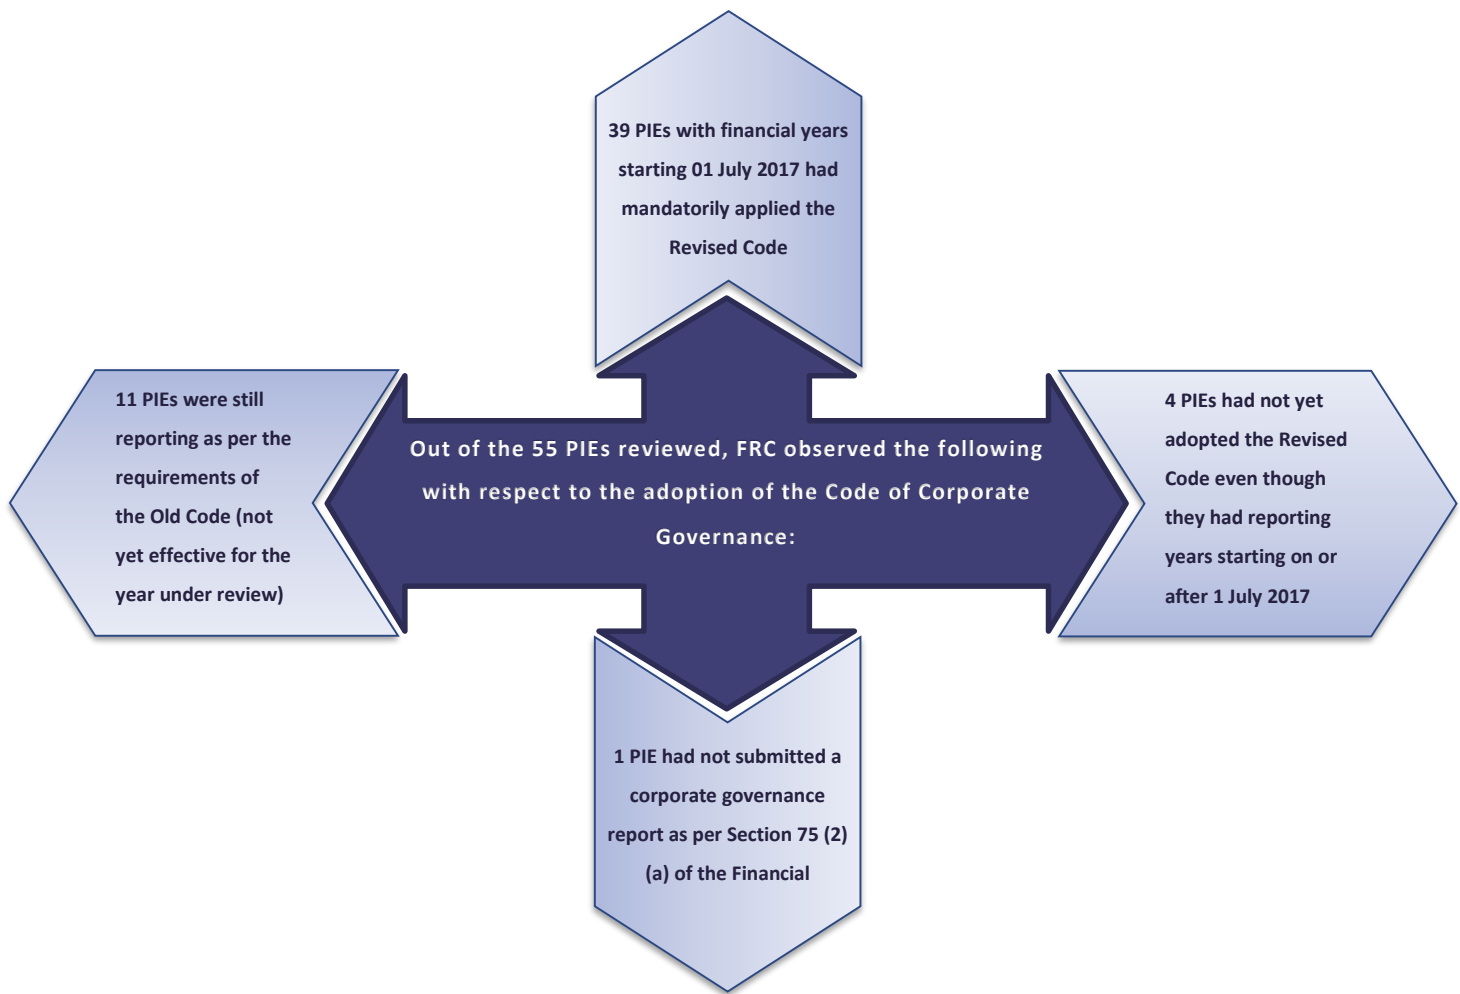 39 PIEs with financial years
starting 01 July 2017 had
mandatorily applied the
Revised Code
11 PIEs were still
reporting as per the
requirements of
the Old Code (not
yet effective for the
year under review)
Out of the 55 PIEs reviewed, FRC observed the following
with respect to the adoption of the Code of Corporate
Governance:
4 PIEs had not yet
adopted the Revised
Code even though
they had reporting
years starting on or
after 1 July 2017
1 PIE had not submitted a
corporate governance
report as per Section 75 (2)
(a) of the Financial